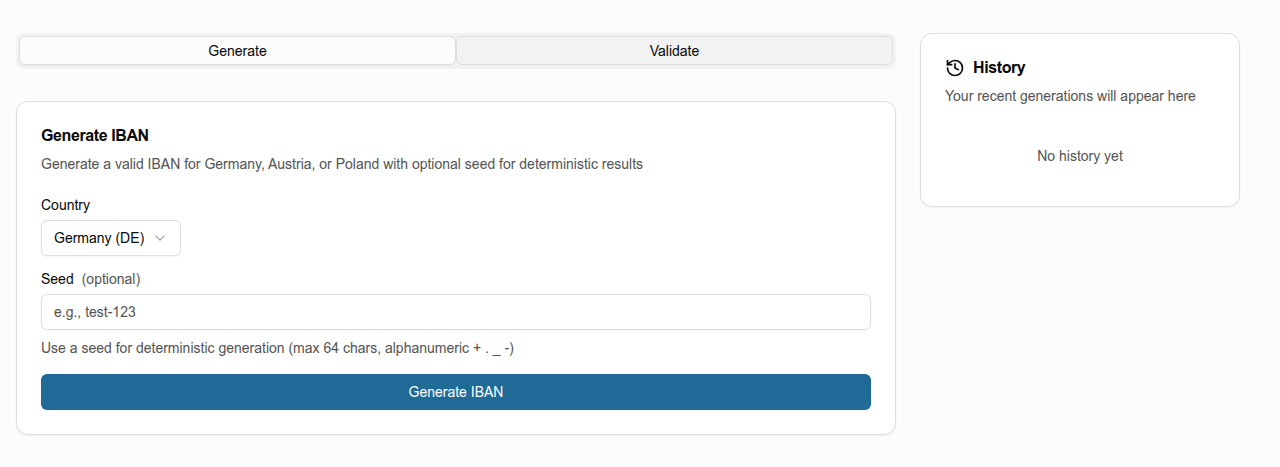 Generate
Validate
Generate IBAN
Generate a valid IBAN for Germany, Austria, or Poland with optional seed for deterministic results
Country
Germany (DE)
Seed (optional)
e.g., test-123
Use a seed for deterministic generation (max 64 chars, alphanumeric + . _ -)
Generate IBAN
History
Your recent generations will appear here
No history yet